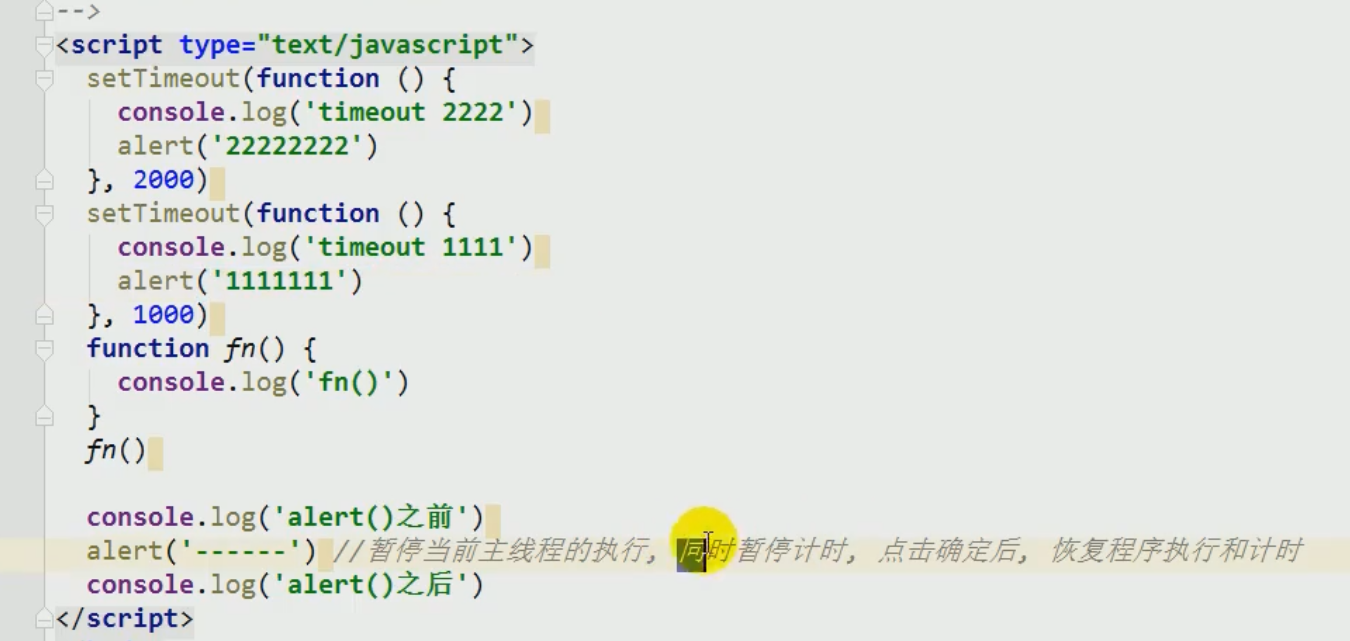 -->
<script type="text/javascript">
setTimeout(function () {
console.log('timeout 2222')
alert('22222222')
}, 2000)
setTimeout(function () {
console.log('timeout 1111')
alert('1111111')
}, 1000)
function fn() {
console.log('fn()')
}
fn()
console.log('alert()之前')
alert('------') //暂停当前主线程的执行, 同时暂停计时, 点击确定后, 恢复程序执行和计时
console.log('alert()之后')
</script>